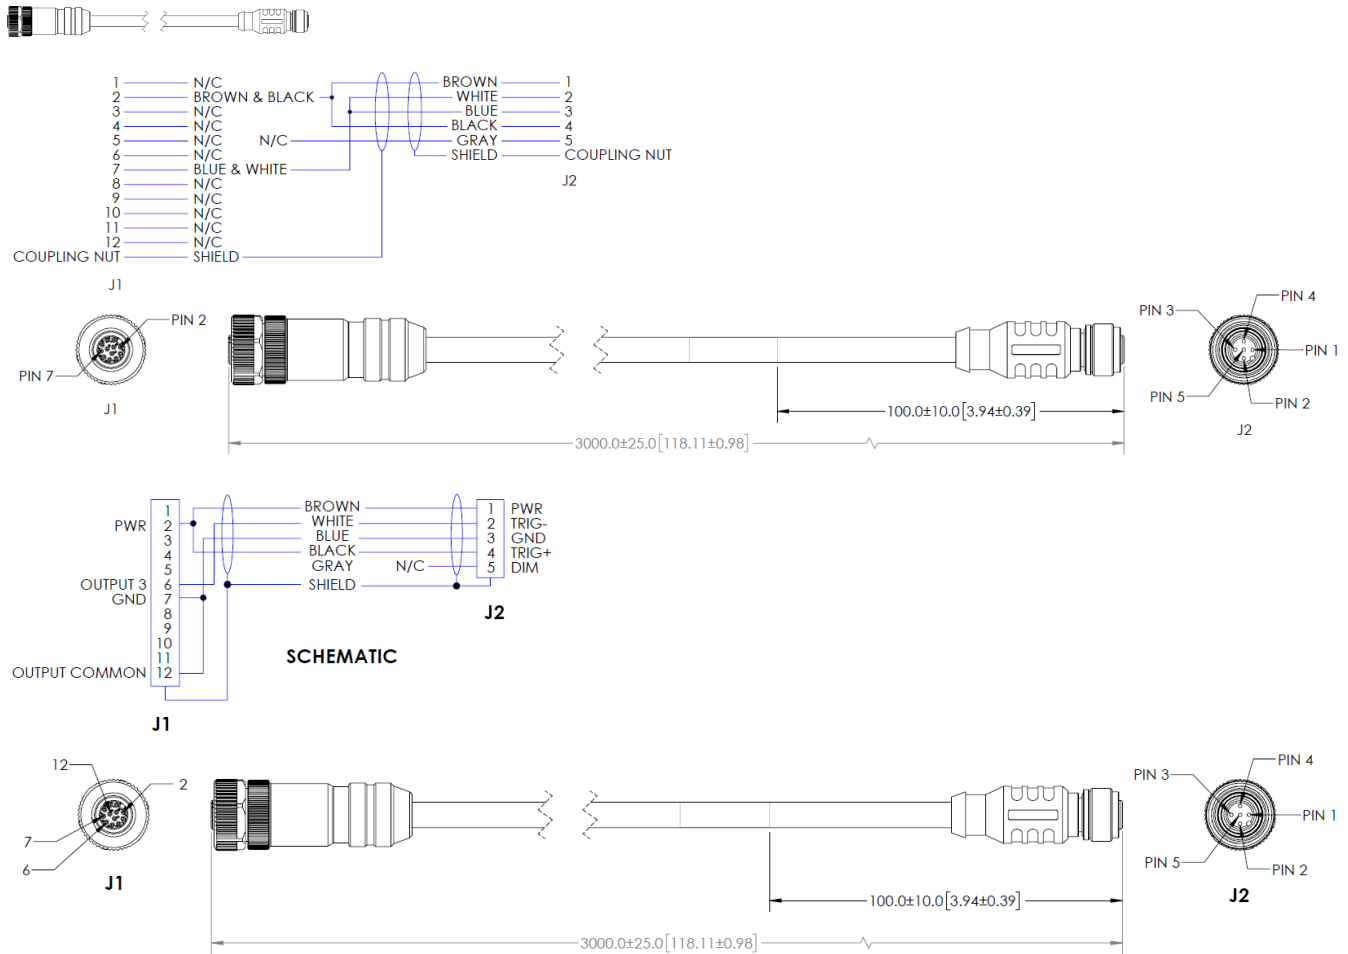 1 N/C BROWN 1
2 BROWN & BLACK WHITE 2
3 N/C BLUE 3
4 N/C BLACK 4
5 N/C N/C GRAY 5
6 N/C SHIELD COUPLING NUT
7 BLUE & WHITE
8 N/C J2
9 N/C
10 N/C
11 N/C
12 N/C
COUPLING NUT SHIELD
J1
PIN 2
PIN 7
J1
PIN 4
PIN 3
PIN 1
PIN 5
PIN 2
J2
100.0±10.0[3.94±0.39]
3000.0±25.0[118.11±0.98]
1 BROWN 1 PWR
PWR 2 WHITE 2 TRIG-
3 BLUE 3 GND
4 BLACK 4 TRIG+
5 GRAY N/C 5 DIM
OUTPUT 3 6 SHIELD
GND 7
8 J2
9
10
11 SCHEMATIC
OUTPUT COMMON 12
J1
12
2
7
6
J1
PIN 4
PIN 3
PIN 1
PIN 5
PIN 2
J2
100.0±10.0[3.94±0.39]
3000.0±25.0[118.11±0.98]